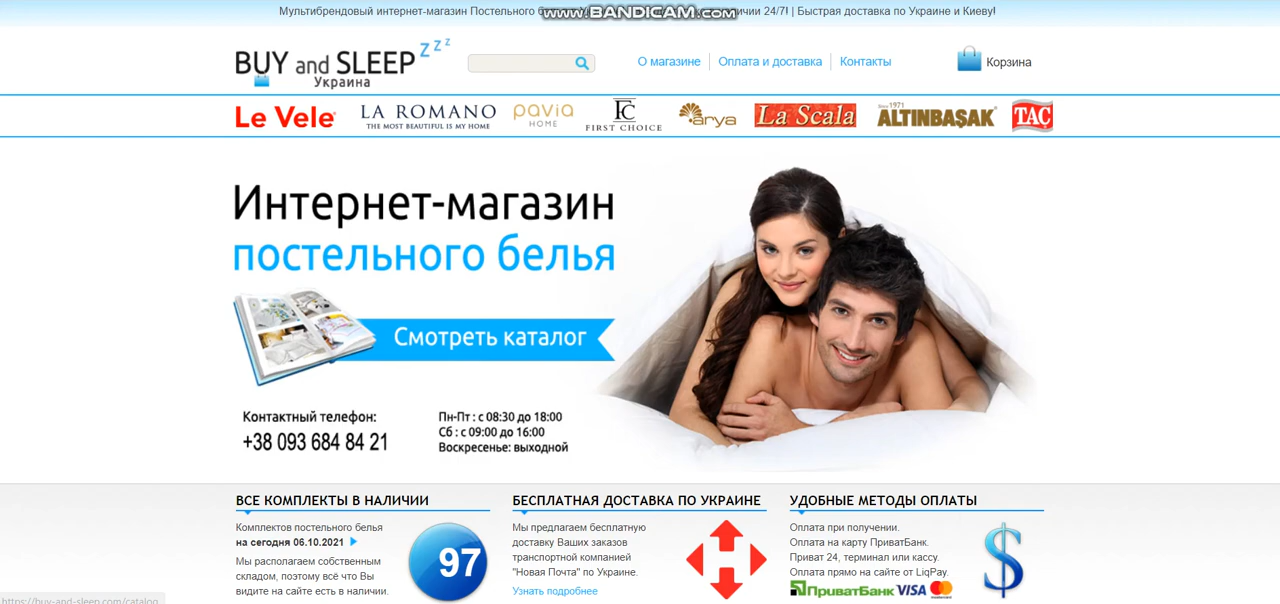 Мультибрендовый интернет-магазин Постельного наличии 24/7! | Быстрая доставка по Украине и Киеву!
www.BANDICAM.com
BUY and SLEEP zzz
Украина
О магазине
Оплата и доставка
Контакты
Корзина
Le Vele
LA ROMANO
THE MOST BEAUTIFUL IS MY HOME
pavia
HOME
FC
FIRST CHOICE
arya
La Scala
Since 1971
ALTINBAŞAK
TAÇ
Интернет-магазин
постельного белья
Смотреть каталог
Контактный телефон:
+38 093 684 84 21
Пн-Пт : с 08:30 до 18:00
Сб : с 09:00 до 16:00
Воскресенье: выходной
ВСЕ КОМПЛЕКТЫ В НАЛИЧИИ
Комплектов постельного белья
на сегодня 06.10.2021
Мы располагаем собственным
складом, поэтому всё что Вы
видите на сайте есть в наличии.
97
БЕСПЛАТНАЯ ДОСТАВКА ПО УКРАИНЕ
Мы предлагаем бесплатную
доставку Ваших заказов
транспортной компанией
"Новая Почта" по Украине.
Узнать подробнее
УДОБНЫЕ МЕТОДЫ ОПЛАТЫ
Оплата при получении.
Оплата на карту ПриватБанк.
Приват 24, терминал или кассу.
Оплата прямо на сайте от LiqPay.
ПриватБанк VISA
$
https://buy-and-sleep.com/catalog